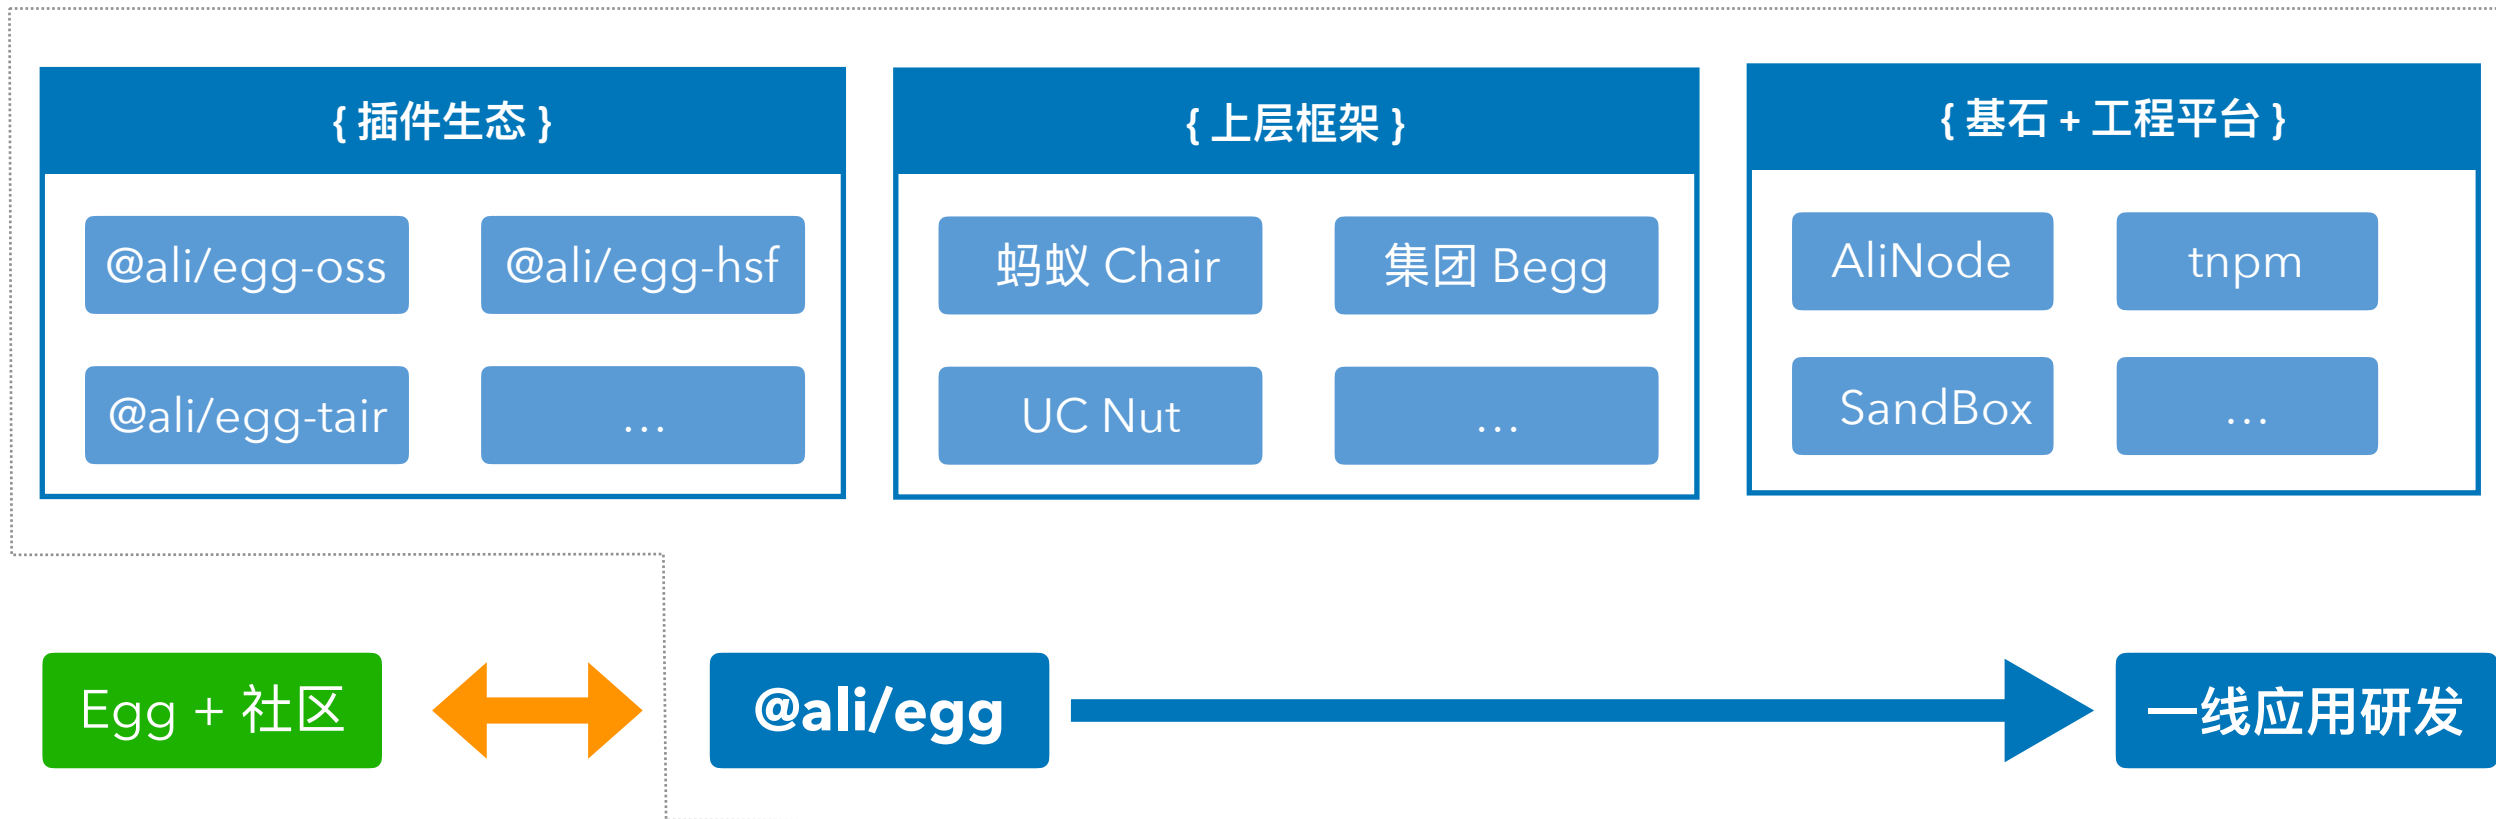 { 插件生态 }
@ali/egg-oss
@ali/egg-hsf
@ali/egg-tair
...
{ 上层框架 }
蚂蚁 Chair
集团 Begg
UC Nut
...
{ 基石 + 工程平台 }
AliNode
tnpm
SandBox
...
Egg + 社区
@ali/egg
一线应用研发